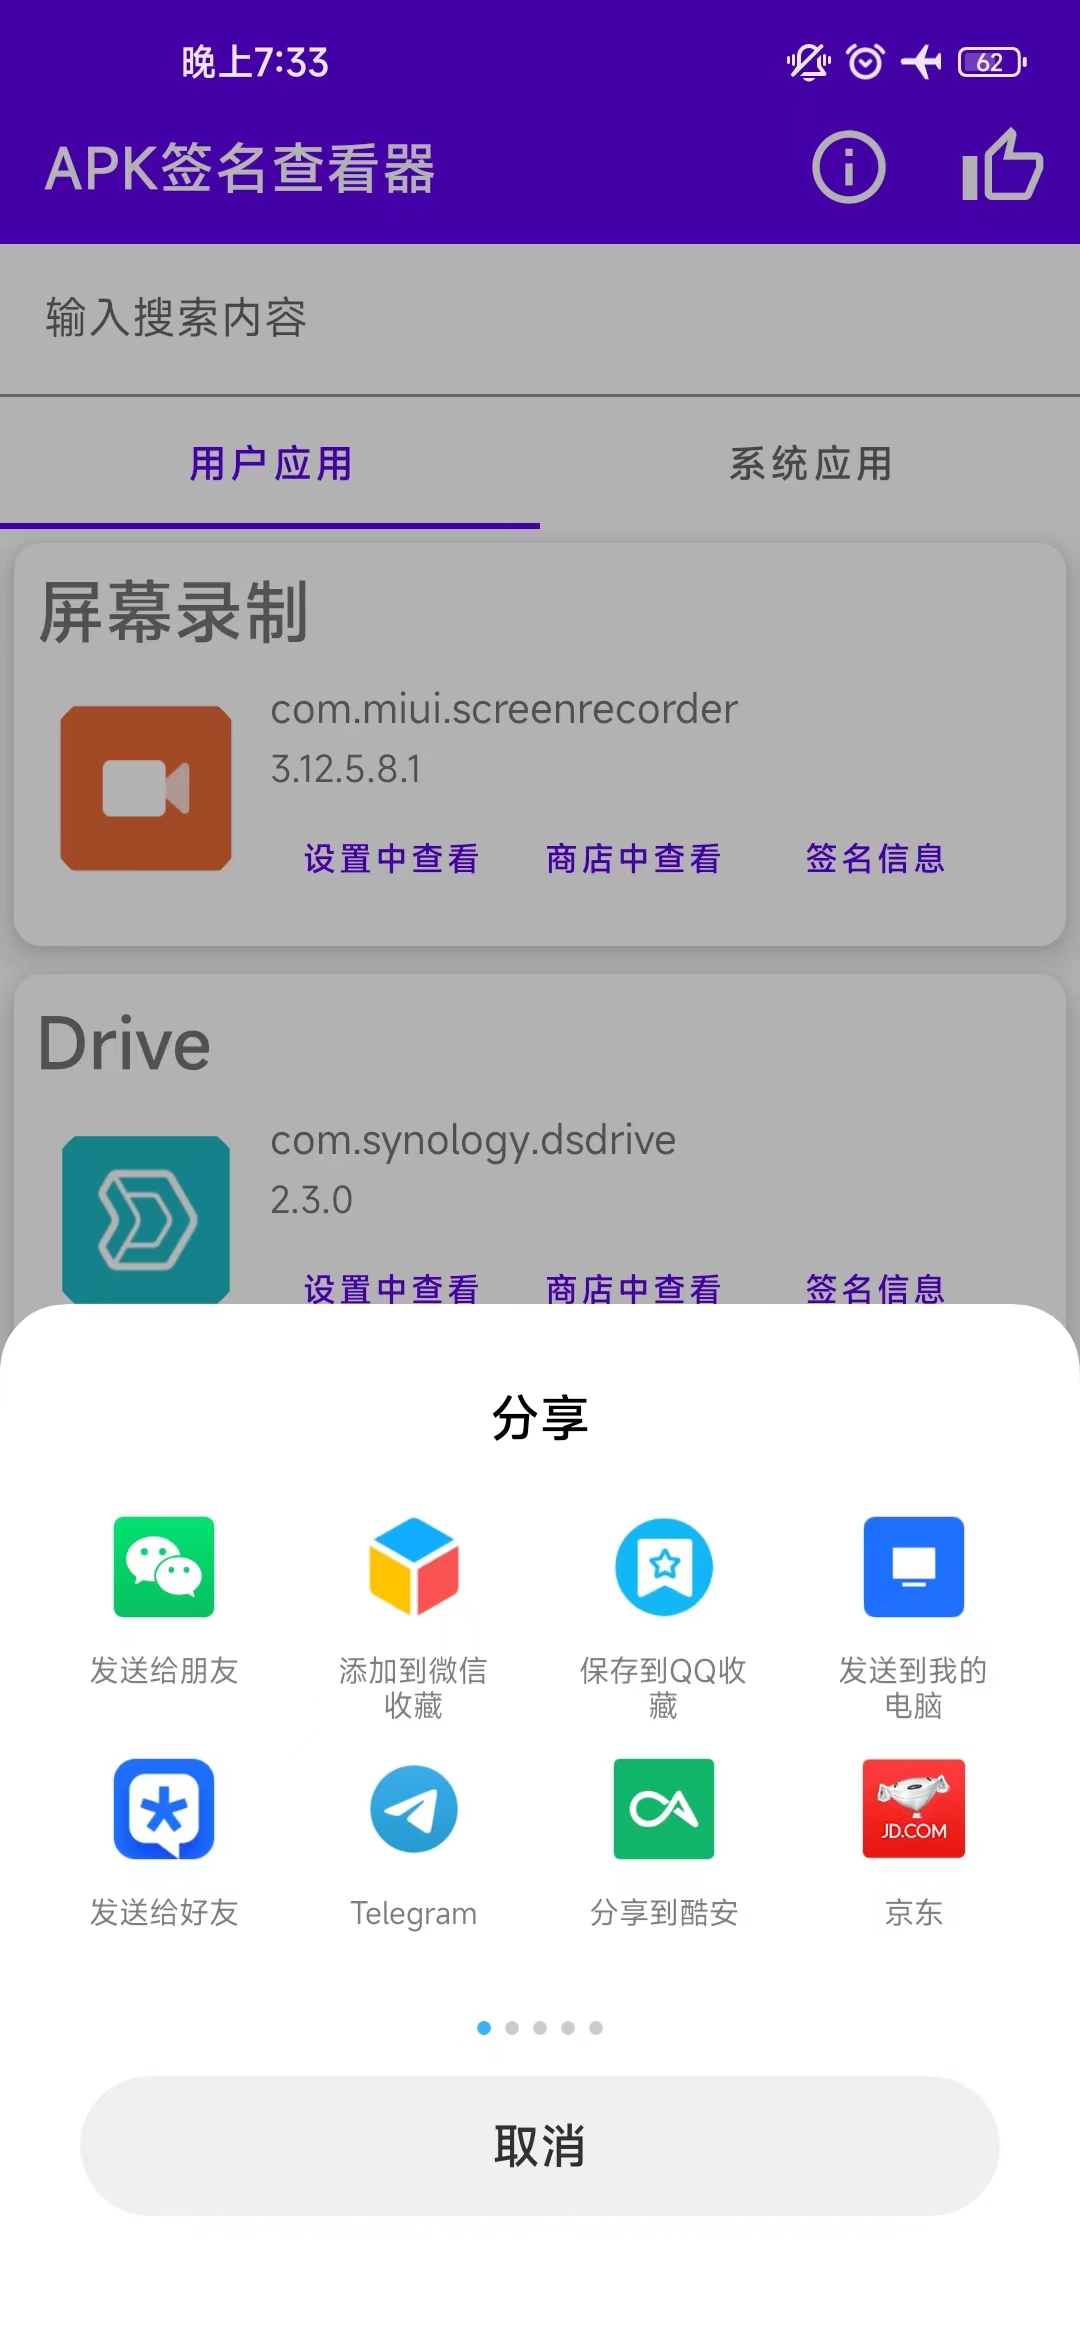 晚上7:33
62
APK签名查看器
输入搜索内容
用户应用
系统应用
屏幕录制
com.miui.screenrecorder
3.12.5.8.1
设置中查看
商店中查看
签名信息
Drive
com.synology.dsdrive
2.3.0
设置中查看
商店中查看
签名信息
分享
发送给朋友
添加到微信
收藏
保存到QQ收
藏
发送到我的
电脑
JD.COM
发送给好友
Telegram
分享到酷安
京东
取消